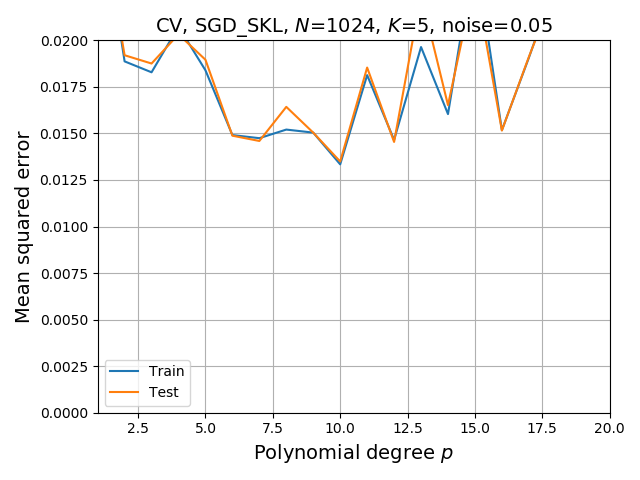 CV, SGD_SKL, N=1024, K=5, noise=0.05
Mean squared error
0.0200
0.0175
0.0150
0.0125
0.0100
0.0075
0.0050
0.0025
0.0000
Train
Test
2.5 5.0 7.5 10.0 12.5 15.0 17.5 20.0
Polynomial degree p